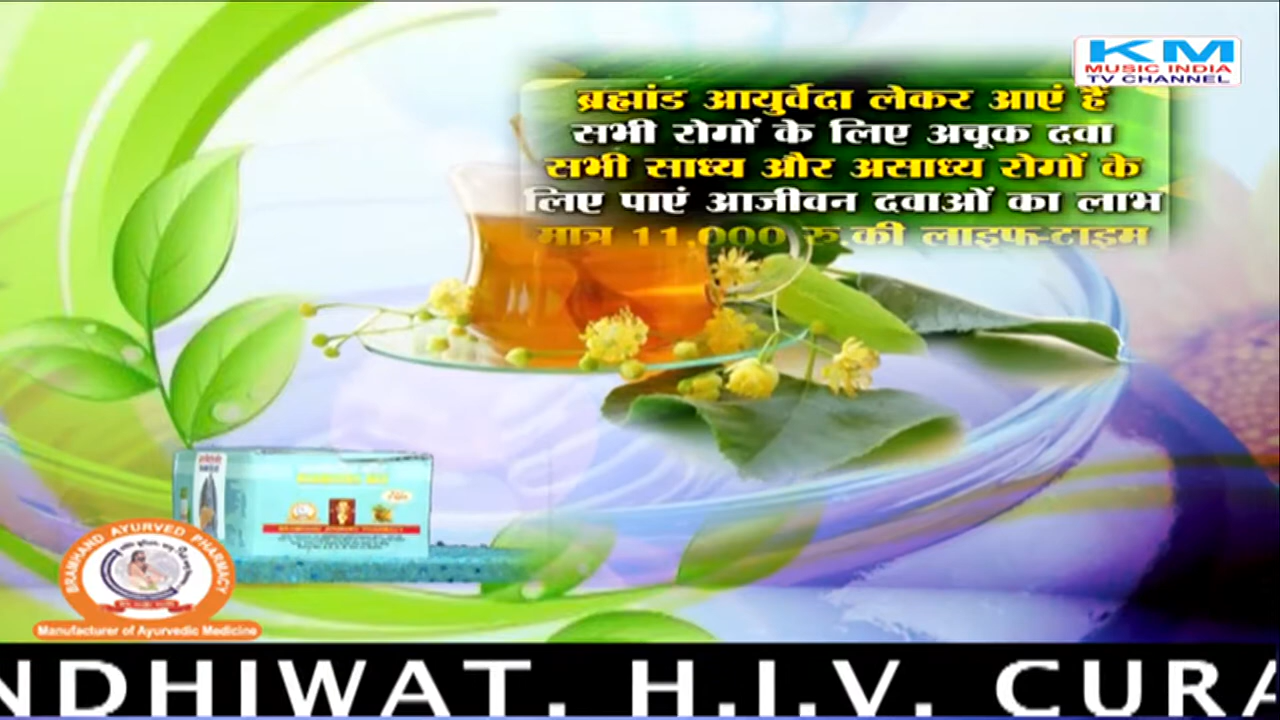 KM
MUSIC INDIA
TV CHANNEL
ब्रह्मांड आयुर्वेदा लेकर आएं हैं
सभी रोगों के लिए अचूक दवा
सभी साध्य और असाध्य रोगों के
लिए पाएं आजीवन दवाओं का लाभ
मात्र 11,000 रु की लाइफ-टाइम
BRAMHAND AYURVED PHARMACY
Manufacturer of Ayurvedic Medicine
NDHIWAT. H.I.V. CURA